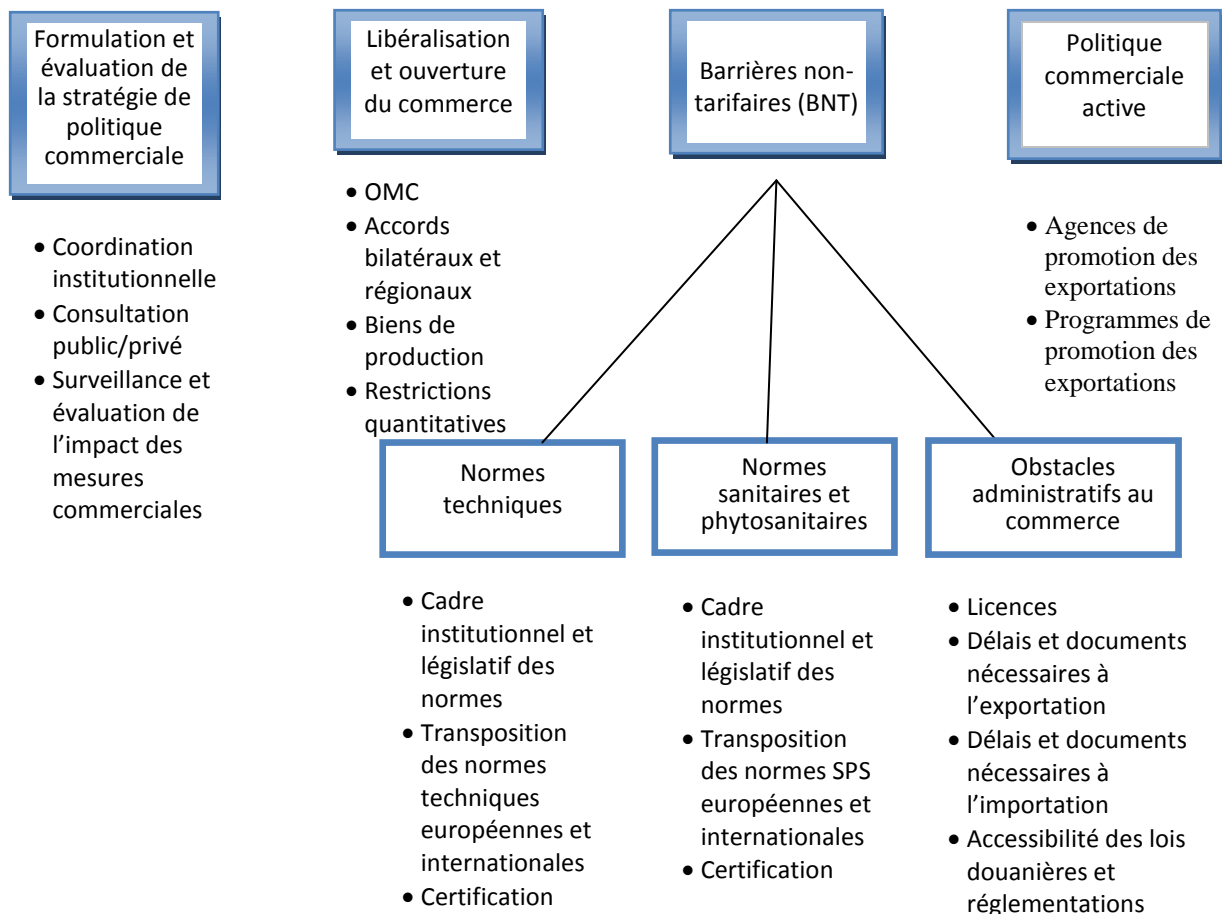 Formulation et
évaluation de
la stratégie de
politique
commerciale
• Coordination
institutionnelle
• Consultation
public/privé
• Surveillance et
évaluation de
l’impact des
mesures
commerciales
Libéralisation
et ouverture
du commerce
• OMC
• Accords
bilatéraux et
régionaux
• Biens de
production
• Restrictions
quantitatives
Barrières non-
tarifaires (BNT)
Politique
commerciale
active
• Agences de
promotion des
exportations
• Programmes de
promotion des
exportations
Normes
techniques
• Cadre
institutionnel et
législatif des
normes
• Transposition
des normes
techniques
européennes et
internationales
• Certification
Normes
sanitaires et
phytosanitaires
• Cadre
institutionnel et
législatif des
normes
• Transposition
des normes SPS
européennes et
internationales
• Certification
Obstacles
administratifs au
commerce
• Licences
• Délais et documents
nécessaires à
l’exportation
• Délais et documents
nécessaires à
l’importation
• Accessibilité des lois
douanières et
réglementations